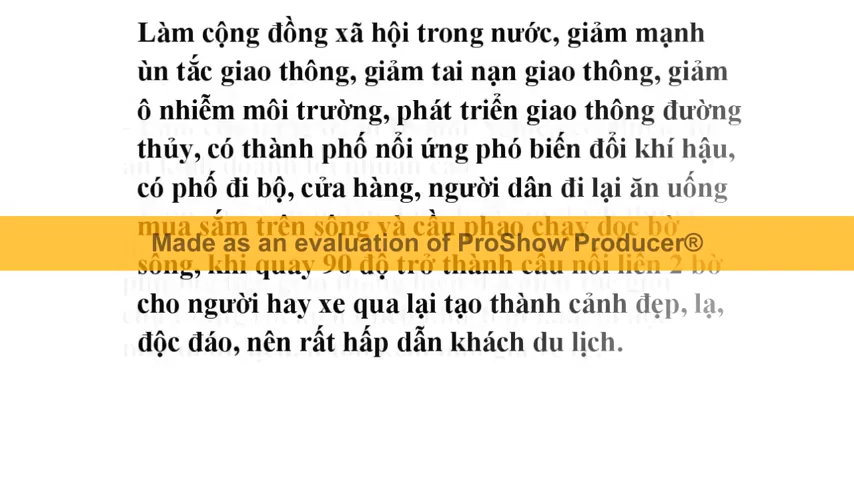 Làm cộng đồng xã hội trong nước, giảm mạnh
ùn tắc giao thông, giảm tai nạn giao thông, giảm
ô nhiễm môi trường, phát triển giao thông đường
thủy, có thành phố nổi ứng phó biến đổi khí hậu,
có phố đi bộ, cửa hàng, người dân đi lại ăn uống
mua sắm trên sông và cầu phao chạy dọc bờ
Made as an evaluation of ProShow Producer®
sông, khi quay 90 độ trở thành cầu nối liền 2 bờ
cho người hay xe qua lại tạo thành cảnh đẹp, lạ,
độc đáo, nên rất hấp dẫn khách du lịch.